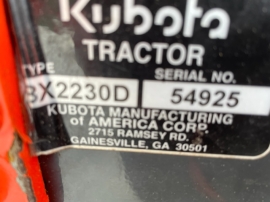 Kubota
TRACTOR
TYPE SERIAL NO.
BX2230D 54925
KUBOTA MANUFACTURING
of AMERICA CORP.
2715 RAMSEY RD.
GAINESVILLE, GA 30501